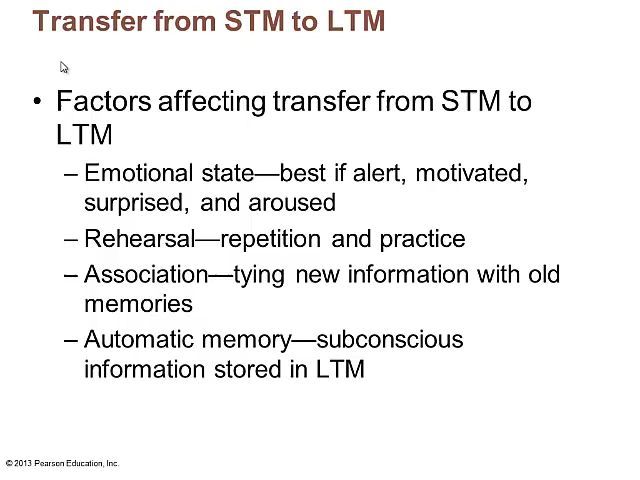 Transfer from STM to LTM
• Factors affecting transfer from STM to
LTM
– Emotional state—best if alert, motivated,
surprised, and aroused
– Rehearsal—repetition and practice
– Association—tying new information with old
memories
– Automatic memory—subconscious
information stored in LTM
© 2013 Pearson Education, Inc.